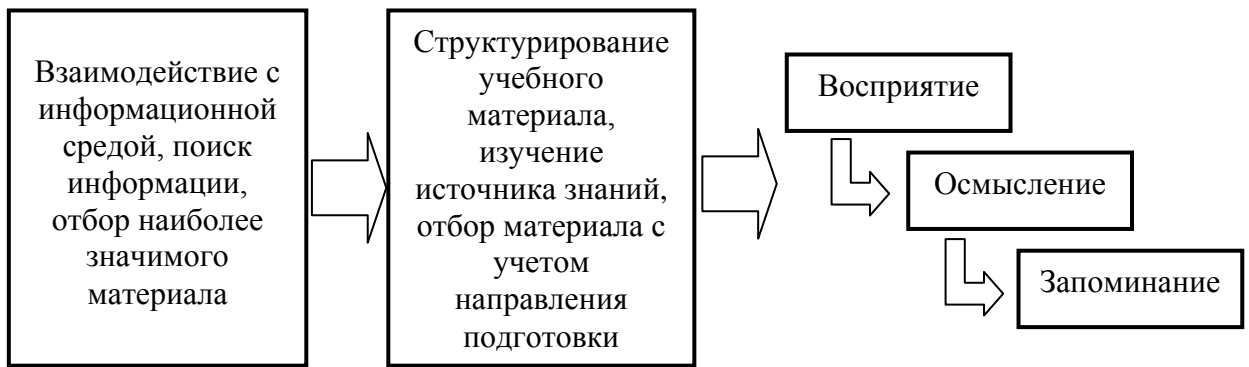 Взаимодействие с
информационной
средой, поиск
информации,
отбор наиболее
значимого
материала
Структурирование
учебного
материала,
изучение
источника знаний,
отбор материала с
учетом
направления
подготовки
Восприятие
Осмысление
Запоминание